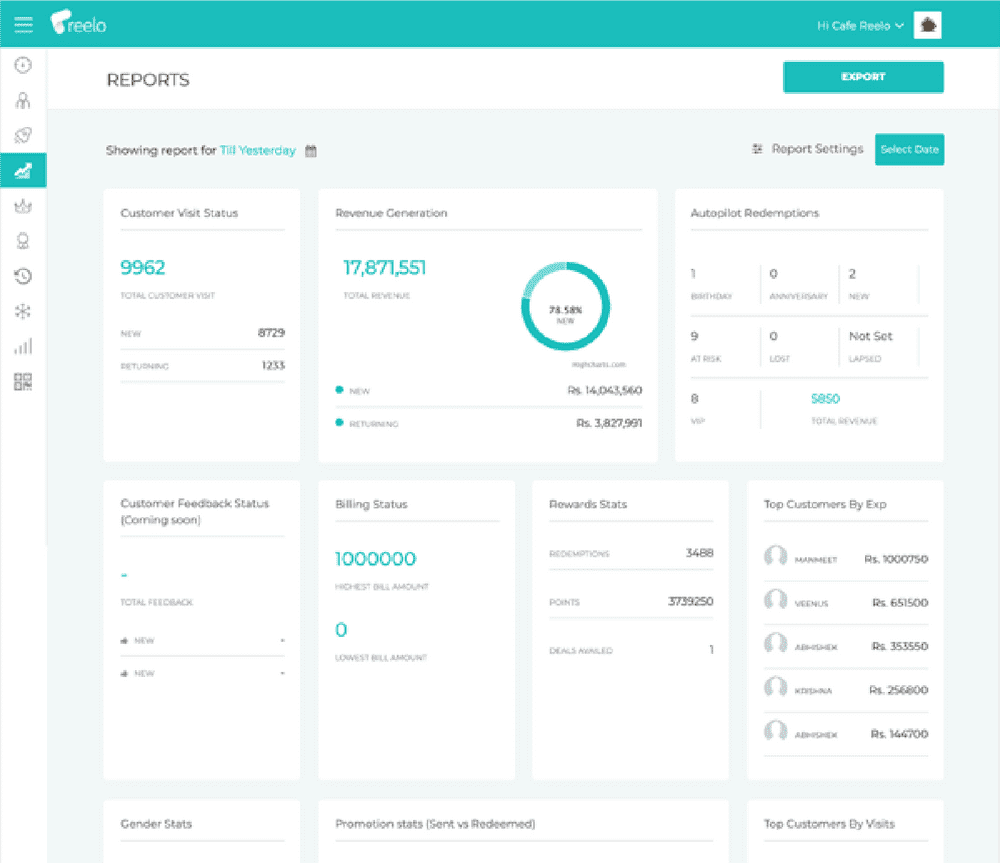 reelo
Hi Cafe Reelo
REPORTS
EXPORT
Showing report for Till Yesterday
Report Settings
Select Date
Customer Visit Status
9962
TOTAL CUSTOMER VISIT
NEW 8729
RETURNING 1233
Revenue Generation
17,871,551
TOTAL REVENUE
78.58%
NEW
Highcharts.com
NEW Rs. 14,043,560
RETURNING Rs. 3,827,991
Autopilot Redemptions
1 0 2
BIRTHDAY ANNIVERSARY NEW
9 0 Not Set
AT RISK LOST LAPSED
8 5850
VIP TOTAL REVENUE
Customer Feedback Status
(Coming soon)
-
TOTAL FEEDBACK
NEW -
NEW -
Billing Status
1000000
HIGHEST BILL AMOUNT
0
LOWEST BILL AMOUNT
Rewards Stats
REDEMPTIONS 3488
POINTS 3739250
DEALS AVAILED 1
Top Customers By Exp
MANMEET Rs. 1000750
VEENUS Rs. 651500
ABHISHEK Rs. 353550
KRISHNA Rs. 256800
ABHISHEK Rs. 144700
Gender Stats
Promotion stats (Sent vs Redeemed)
Top Customers By Visits